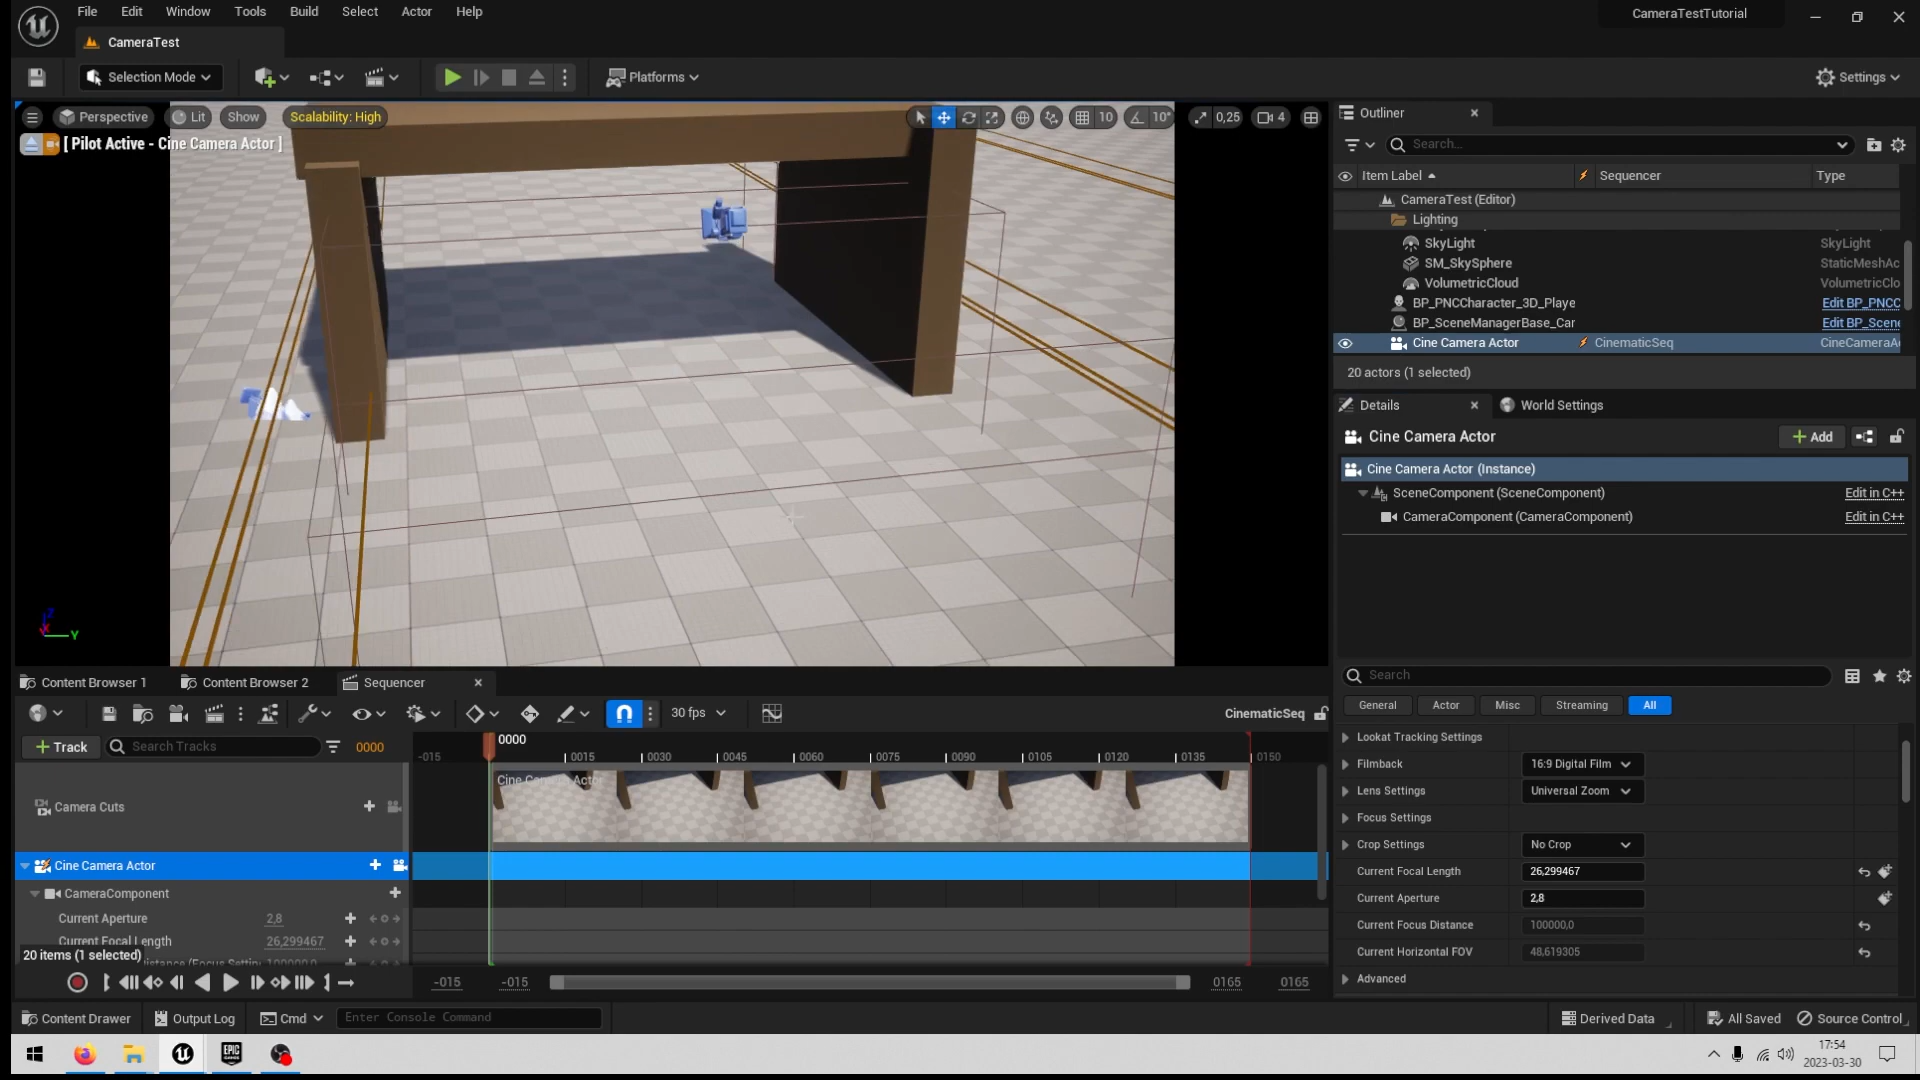 File Edit Window Tools Build Select Actor Help
CameraTestTutorial
CameraTest
Selection Mode
Platforms
Settings
Perspective Lit Show Scalability: High
10 10° 0,25 4
[ Pilot Active - Cine Camera Actor ]
Z
X
Y
Outliner
Search...
Item Label Sequencer Type
CameraTest (Editor)
Lighting
SkyLight SkyLight
SM_SkySphere StaticMeshAc
VolumetricCloud VolumetricClo
BP_PNCCharacter_3D_Playe Edit BP_PNCC
BP_SceneManagerBase_Car Edit BP_Scene
Cine Camera Actor CinematicSeq CineCameraA
20 actors (1 selected)
Details World Settings
Cine Camera Actor + Add
Cine Camera Actor (Instance)
SceneComponent (SceneComponent) Edit in C++
CameraComponent (CameraComponent) Edit in C++
Search
General Actor Misc Streaming All
Lookat Tracking Settings
Filmback 16:9 Digital Film
Lens Settings Universal Zoom
Focus Settings
Crop Settings No Crop
Current Focal Length 26,299467
Current Aperture 2,8
Current Focus Distance 100000,0
Current Horizontal FOV 48,619305
Advanced
Content Browser 1 Content Browser 2 Sequencer
30 fps CinematicSeq
+ Track Search Tracks 0000
0000
-015 0015 0030 0045 0060 0075 0090 0105 0120 0135 0150
Cine Camera Actor
Camera Cuts
Cine Camera Actor
CameraComponent
Current Aperture 2,8
Current Focal Length 26,299467
20 items (1 selected)
-015 -015 0165 0165
Content Drawer Output Log Cmd Enter Console Command
Derived Data All Saved Source Control
EPIC GAMES
17:54
2023-03-30